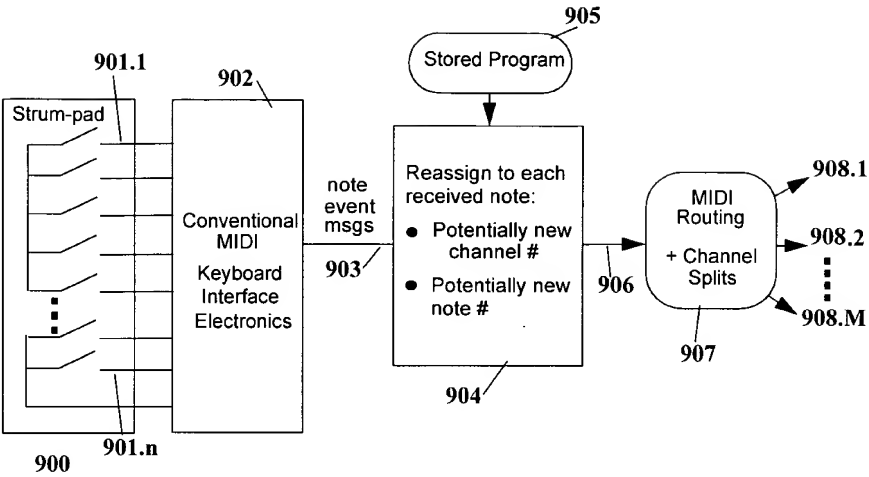 905
Stored Program
901.1
902
Strum-pad
Conventional
MIDI
Keyboard
Interface
Electronics
note
event
msgs
903
Reassign to each
received note:
● Potentially new
channel #
● Potentially new
note #
904
906
MIDI
Routing
+ Channel
Splits
907
908.1
908.2
908.M
901.n
900